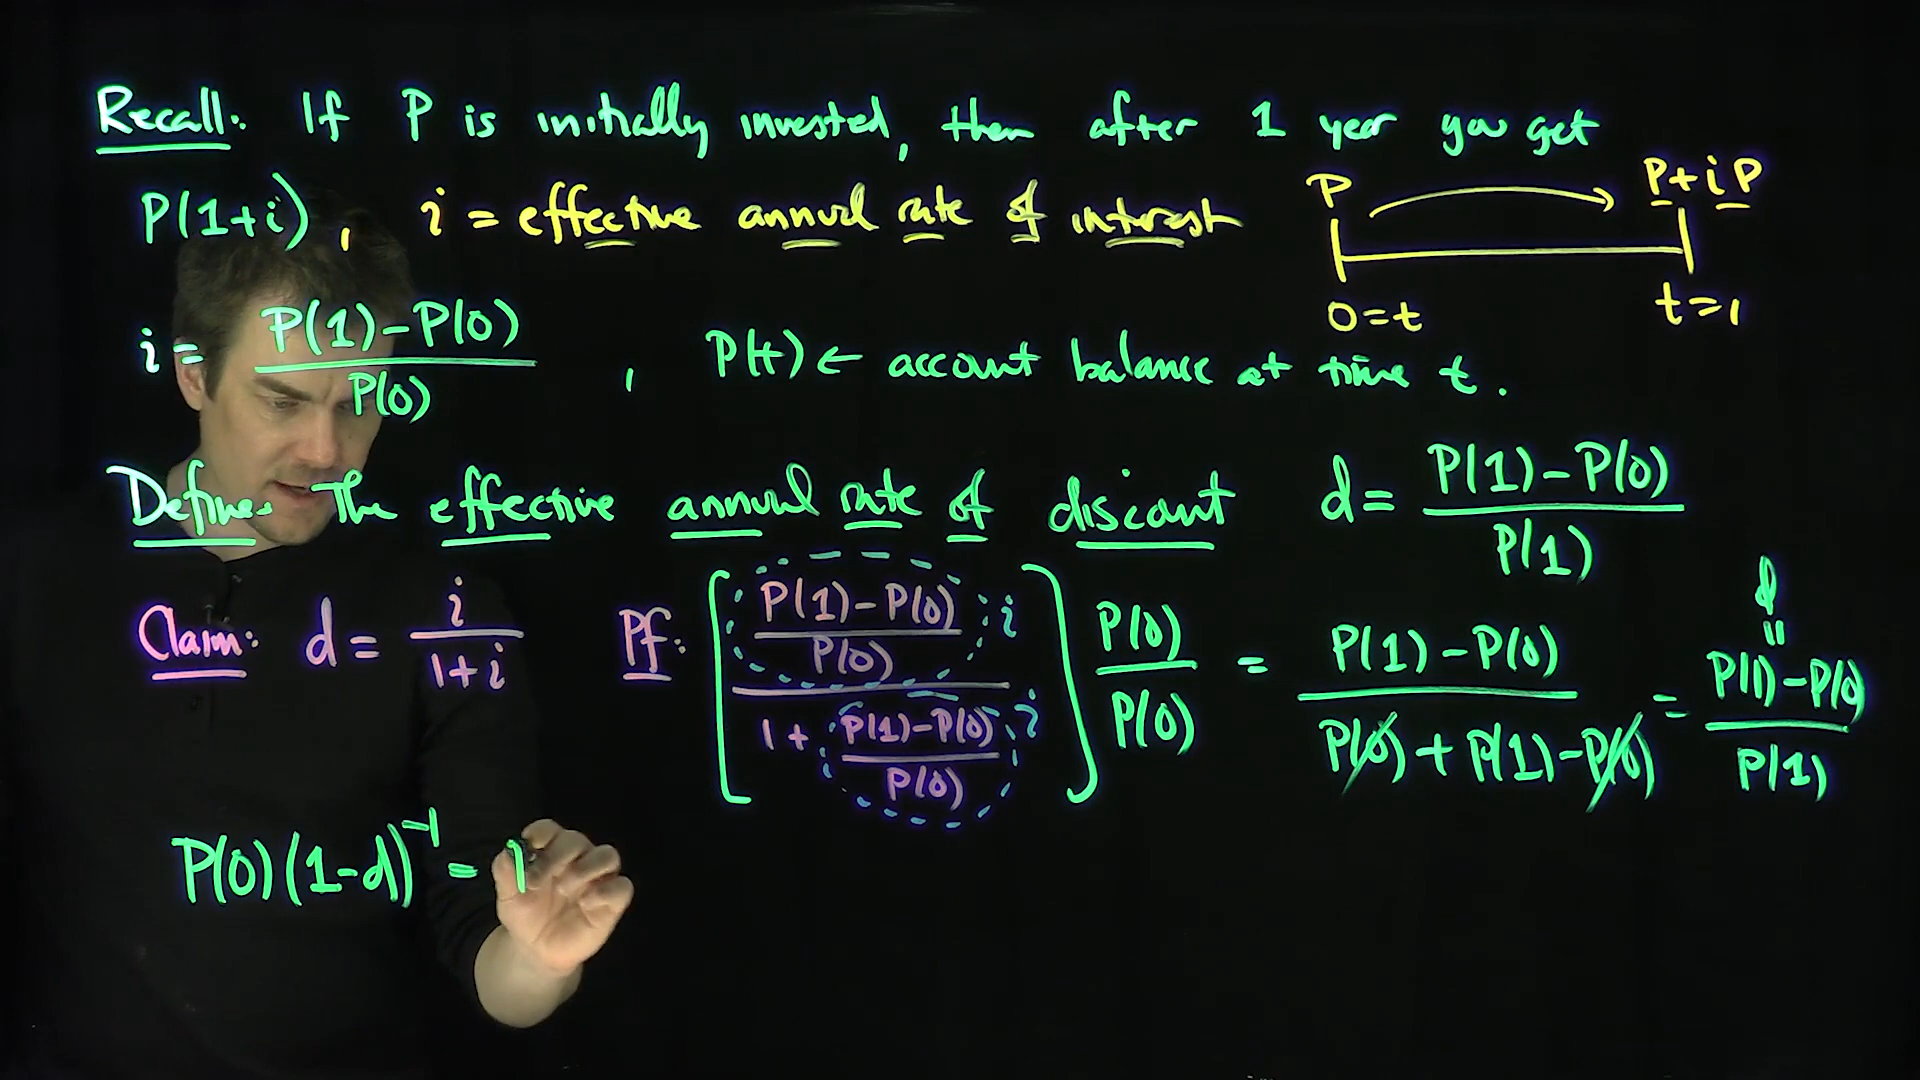 Recall: If P is initially invested, then after 1 year you get
P(1+i), i = effective annual rate of interest
P P+iP
0=t t=1
i = (P(1)-P(0))/P(0) , P(t) ← account balance at time t.
Define: The effective annual rate of discount d = (P(1)-P(0))/P(1)
Claim: d = i/(1+i) Pf: [ ((P(1)-P(0))/P(0)) i / (1 + (P(1)-P(0))/P(0)) i ] P(0)/P(0) = (P(1)-P(0))/(P(0)+P(1)-P(0)) = (P(1)-P(0))/P(1) = d
P(0)(1-d)^-1 =